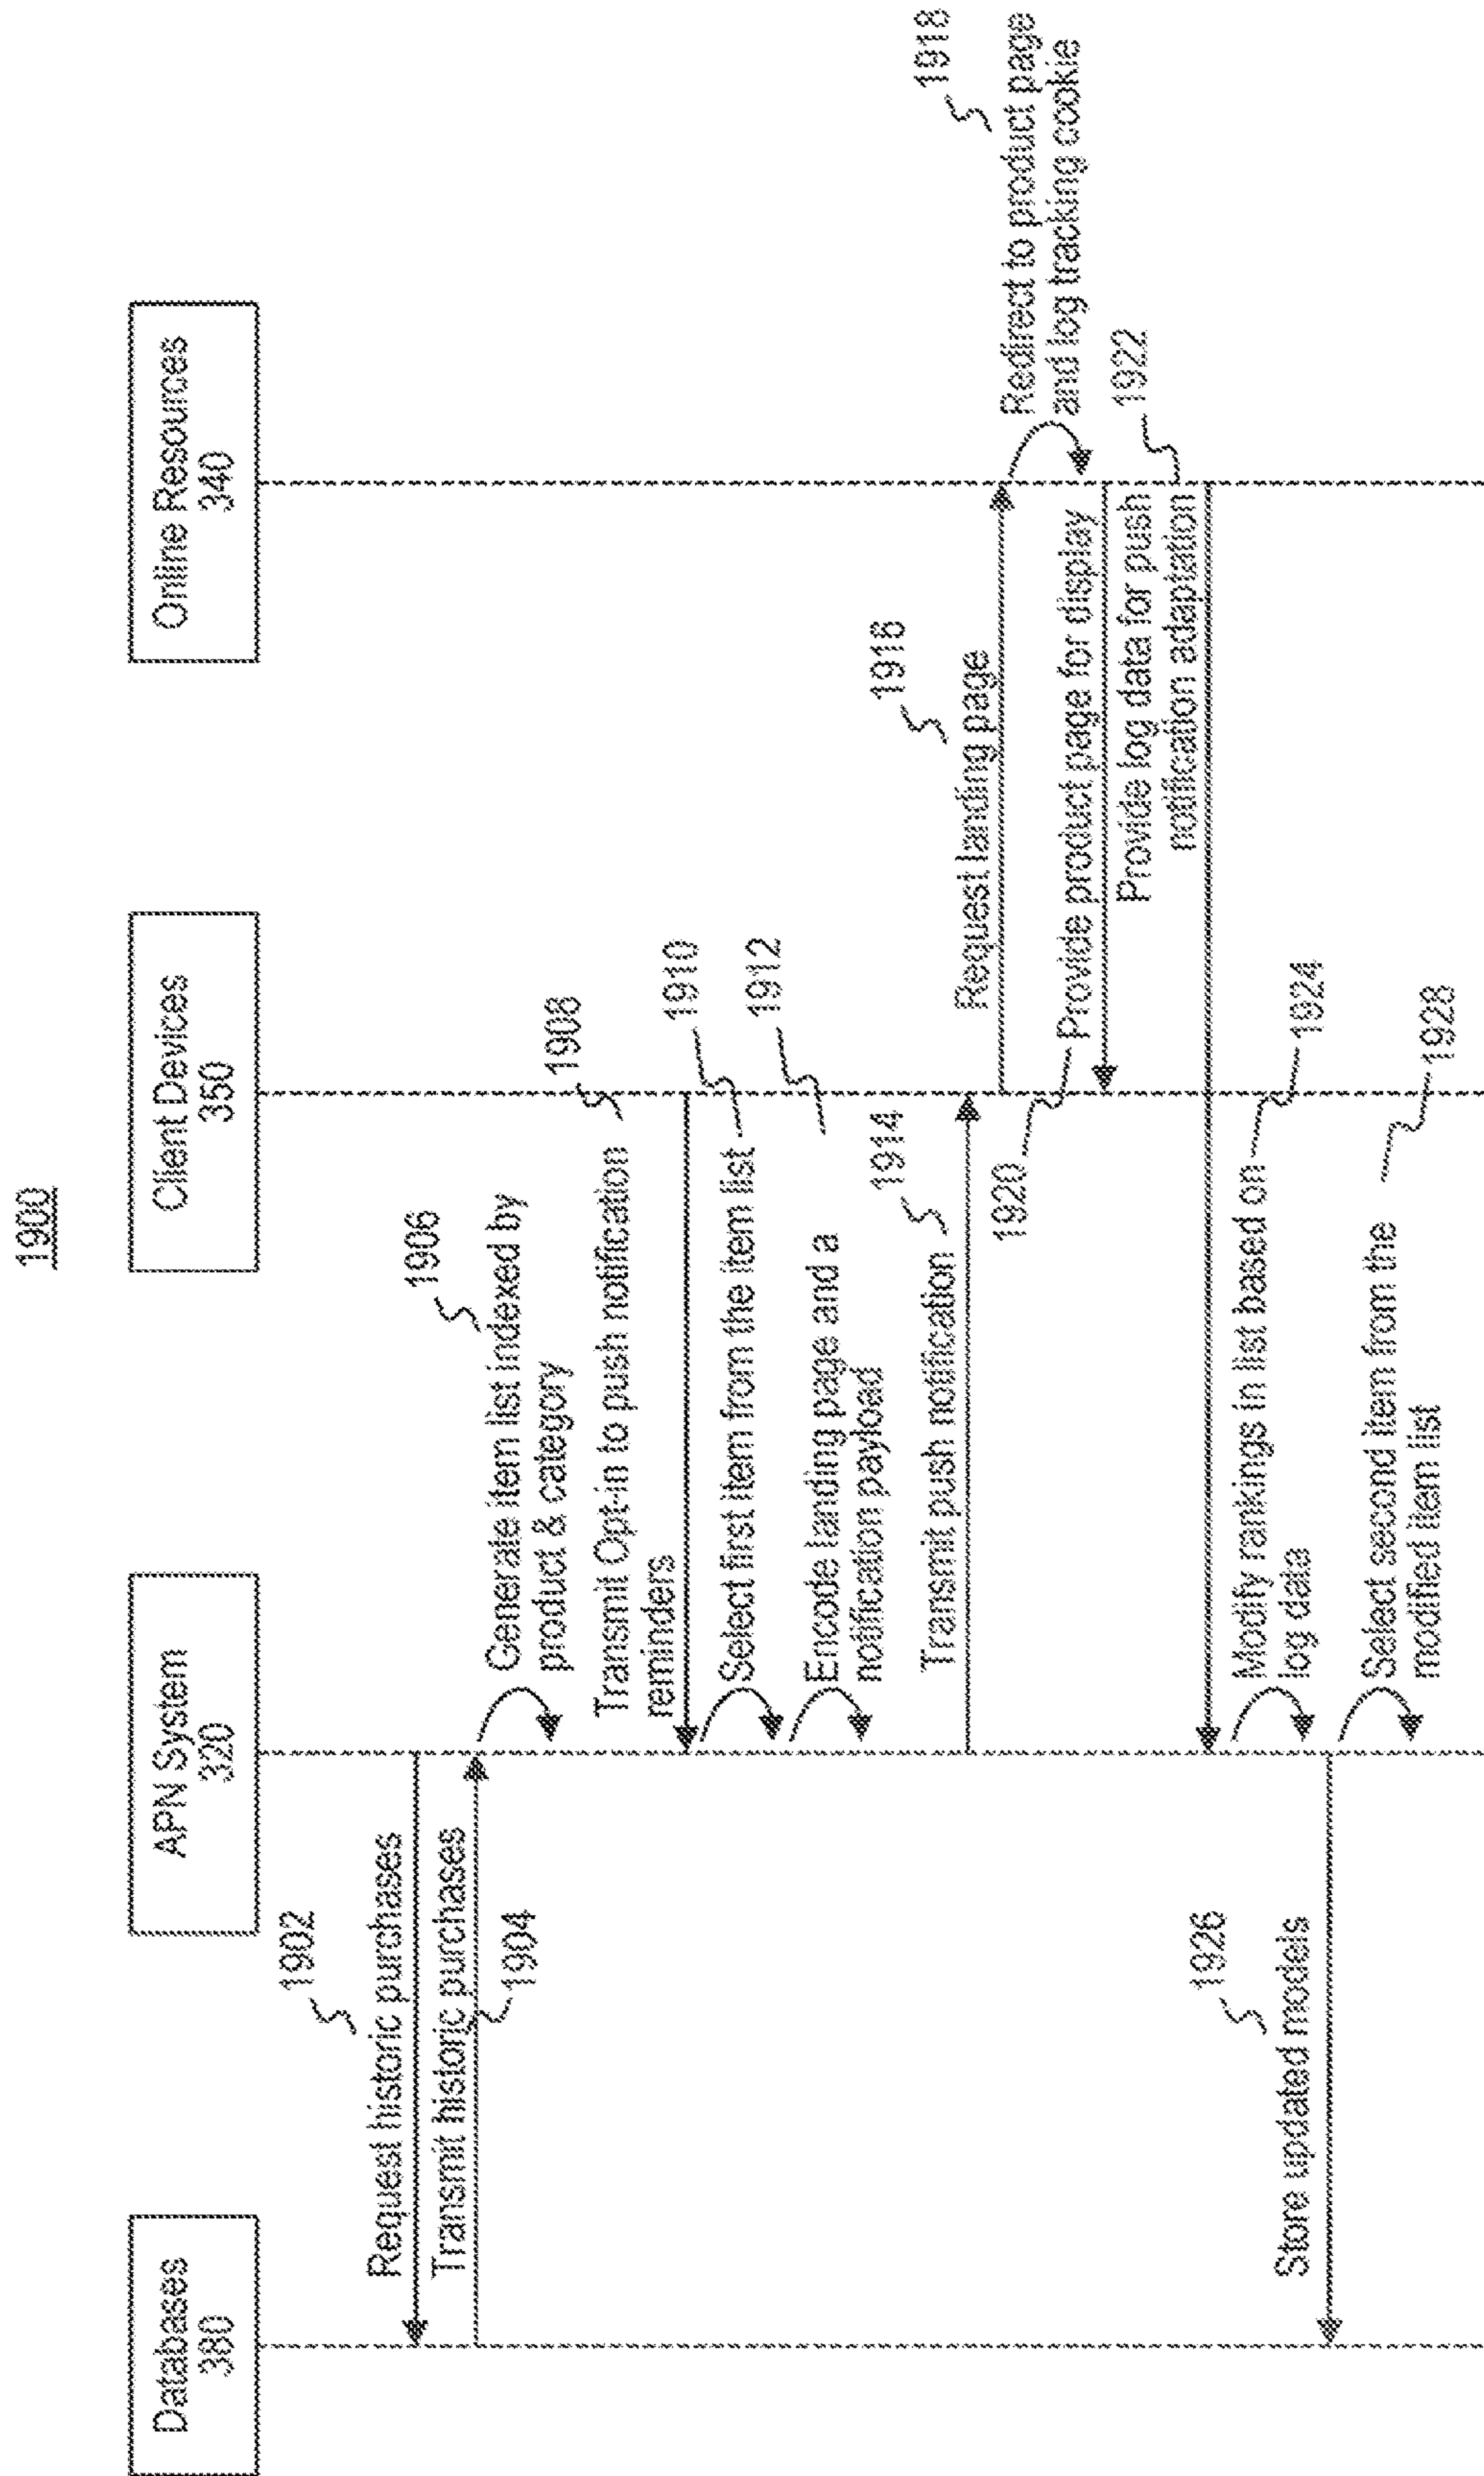 1900
Databases
380
APN System
320
Client Devices
350
Online Resources
340
1902
Request historic purchases
Transmit historic purchases
1904
1906
Generate item list indexed by
product & category
1908
Transmit Opt-in to push notification
reminders
1910
Select first item from the item list
1912
Encode landing page and a
notification payload
1914
Transmit push notification
1916
Request landing page
1918
Redirect to product page
and log tracking cookie
1920
Provide product page for display
1922
Provide log data for push
notification adaptation
1924
Modify rankings in list based on
log data
1926
Store updated models
1928
Select second item from the
modified item list